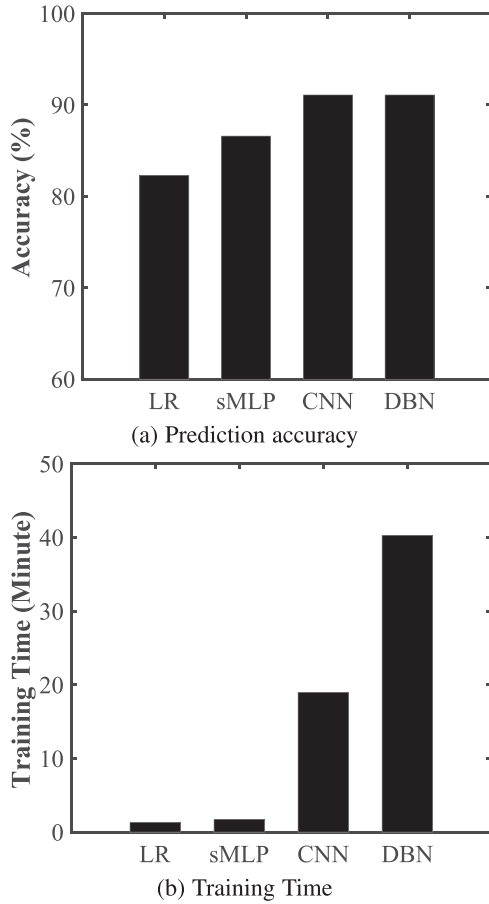 100
90
80
70
60
Accuracy (%)
LR sMLP CNN DBN
(a) Prediction accuracy
50
40
30
20
10
0
Training Time (Minute)
LR sMLP CNN DBN
(b) Training Time